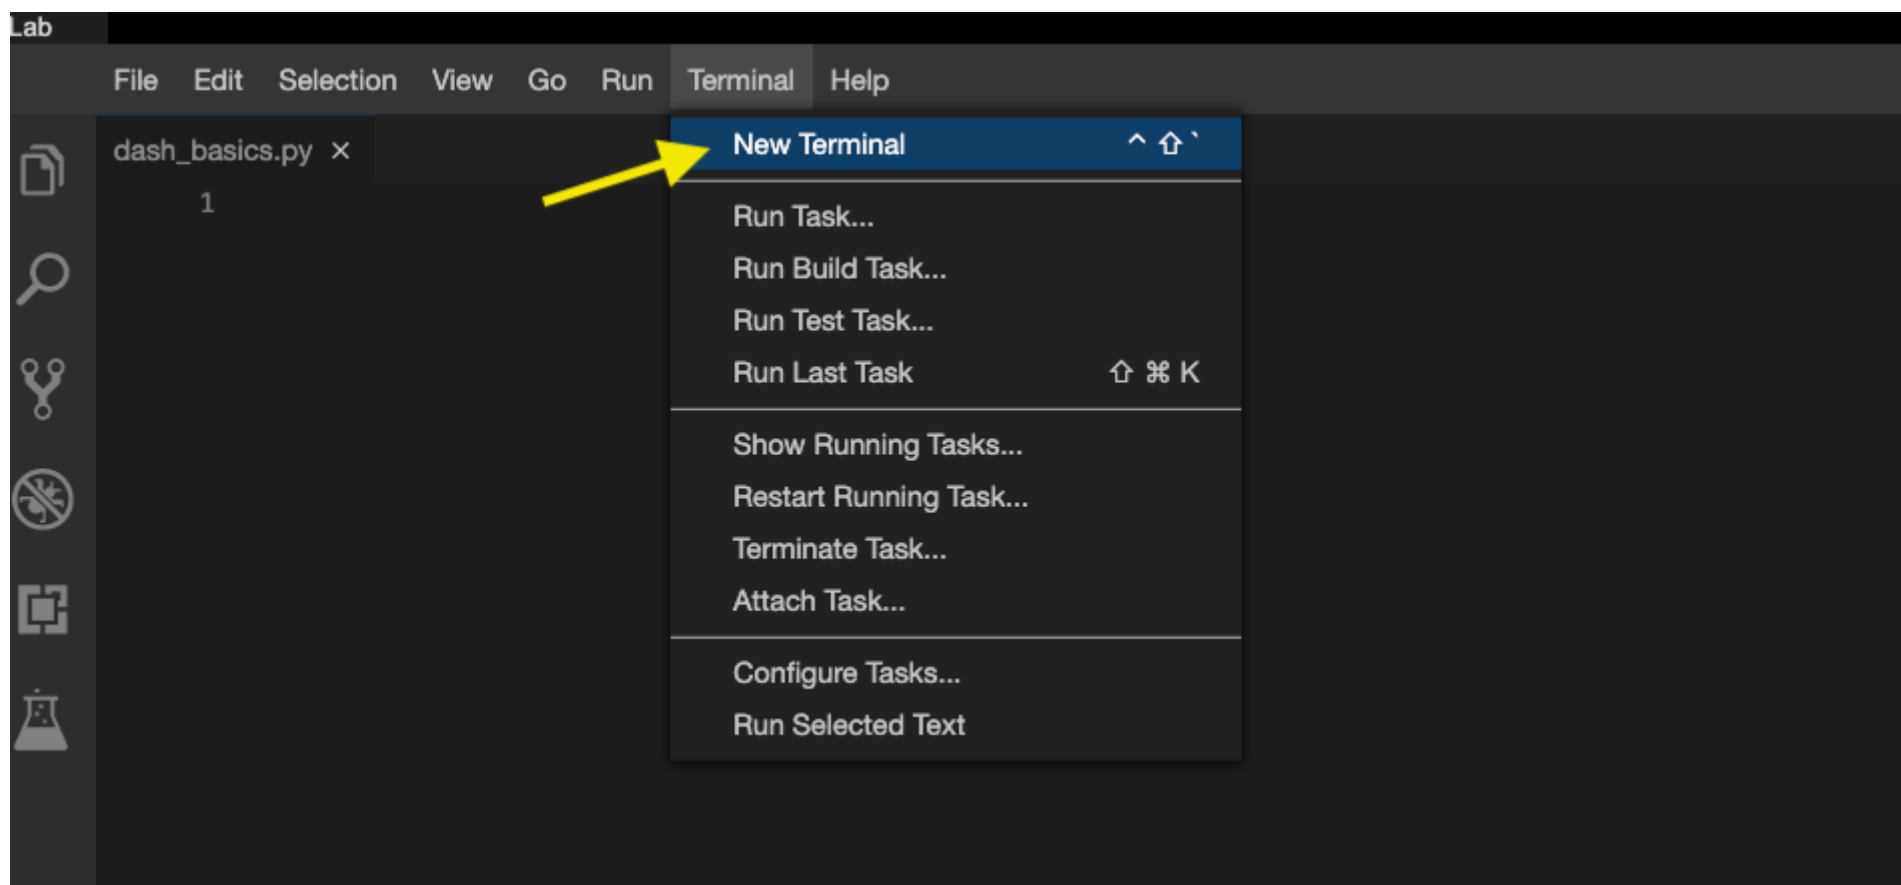 Lab
File Edit Selection View Go Run Terminal Help
dash_basics.py ×
1
New Terminal ^⇧`
Run Task...
Run Build Task...
Run Test Task...
Run Last Task ⇧⌘K
Show Running Tasks...
Restart Running Task...
Terminate Task...
Attach Task...
Configure Tasks...
Run Selected Text